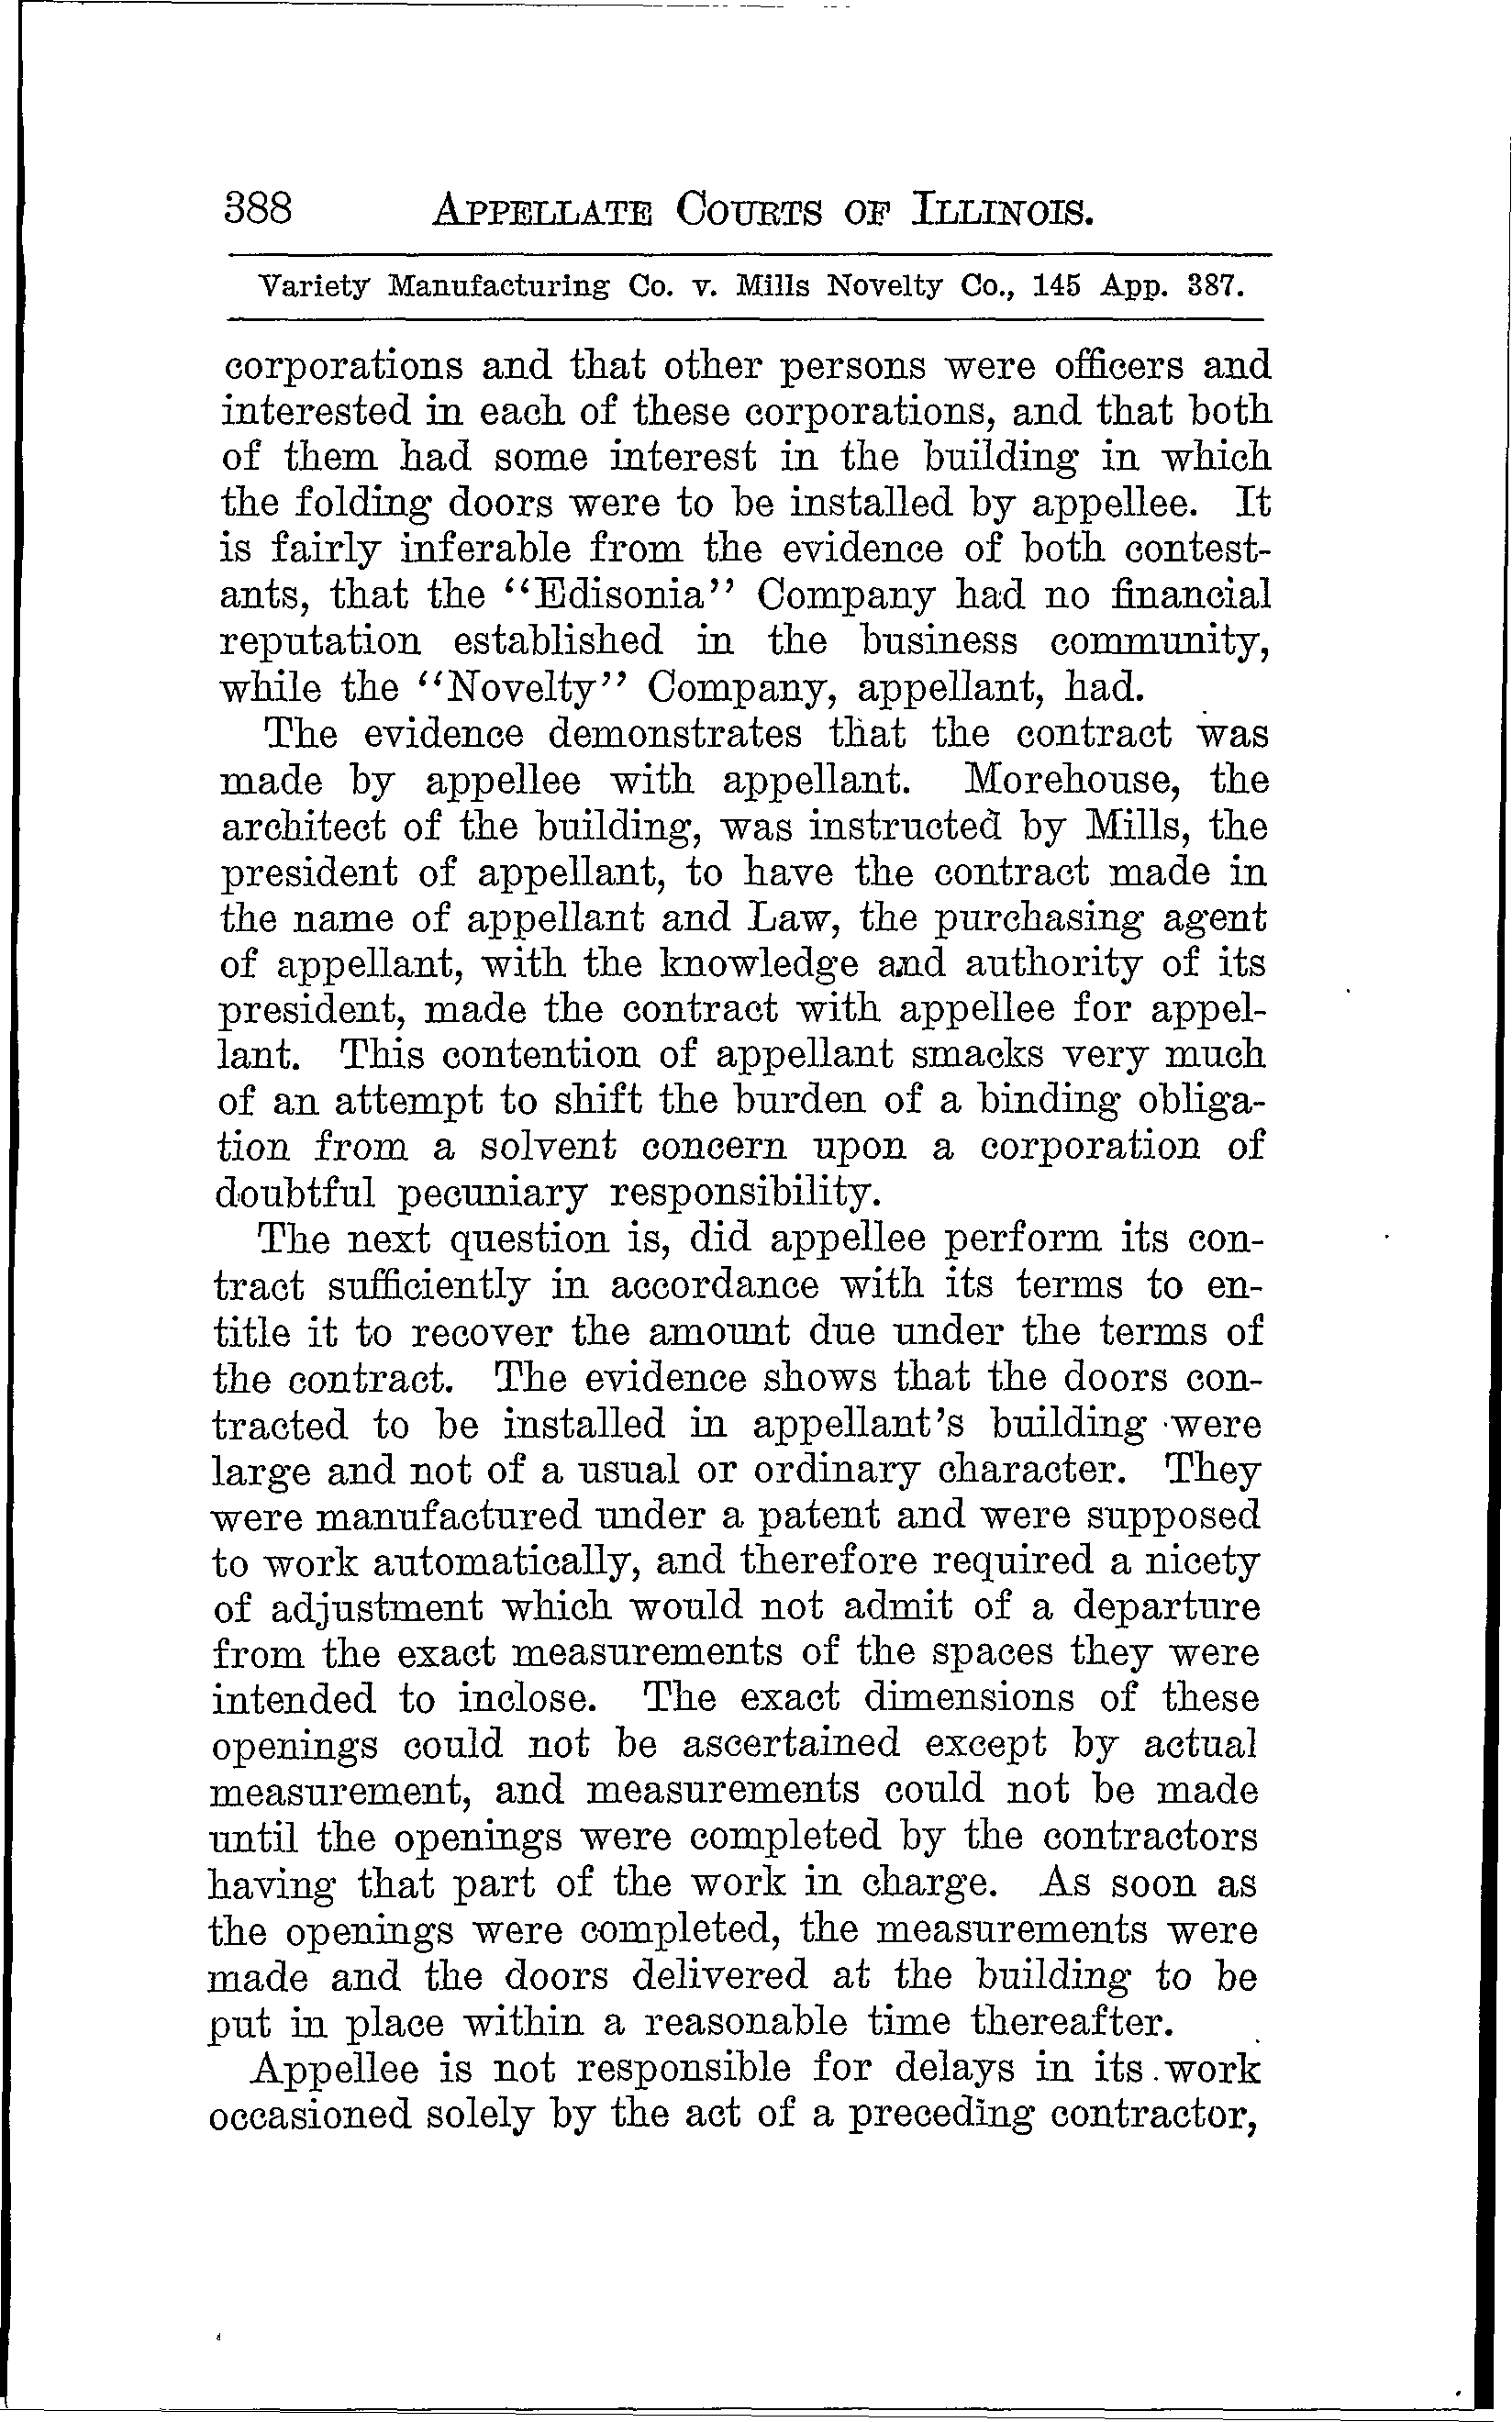 388 APPELLATE COURTS OF ILLINOIS.
Variety Manufacturing Co. v. Mills Novelty Co., 145 App. 387.
corporations and that other persons were officers and
interested in each of these corporations, and that both
of them had some interest in the building in which
the folding doors were to be installed by appellee. It
is fairly inferable from the evidence of both contest-
ants, that the “Edisonia” Company had no financial
reputation established in the business community,
while the “Novelty” Company, appellant, had.
The evidence demonstrates that the contract was
made by appellee with appellant. Morehouse, the
architect of the building, was instructed by Mills, the
president of appellant, to have the contract made in
the name of appellant and Law, the purchasing agent
of appellant, with the knowledge and authority of its
president, made the contract with appellee for appel-
lant. This contention of appellant smacks very much
of an attempt to shift the burden of a binding obliga-
tion from a solvent concern upon a corporation of
doubtful pecuniary responsibility.
The next question is, did appellee perform its con-
tract sufficiently in accordance with its terms to en-
title it to recover the amount due under the terms of
the contract. The evidence shows that the doors con-
tracted to be installed in appellant's building were
large and not of a usual or ordinary character. They
were manufactured under a patent and were supposed
to work automatically, and therefore required a nicety
of adjustment which would not admit of a departure
from the exact measurements of the spaces they were
intended to inclose. The exact dimensions of these
openings could not be ascertained except by actual
measurement, and measurements could not be made
until the openings were completed by the contractors
having that part of the work in charge. As soon as
the openings were completed, the measurements were
made and the doors delivered at the building to be
put in place within a reasonable time thereafter.
Appellee is not responsible for delays in its work
occasioned solely by the act of a preceding contractor,